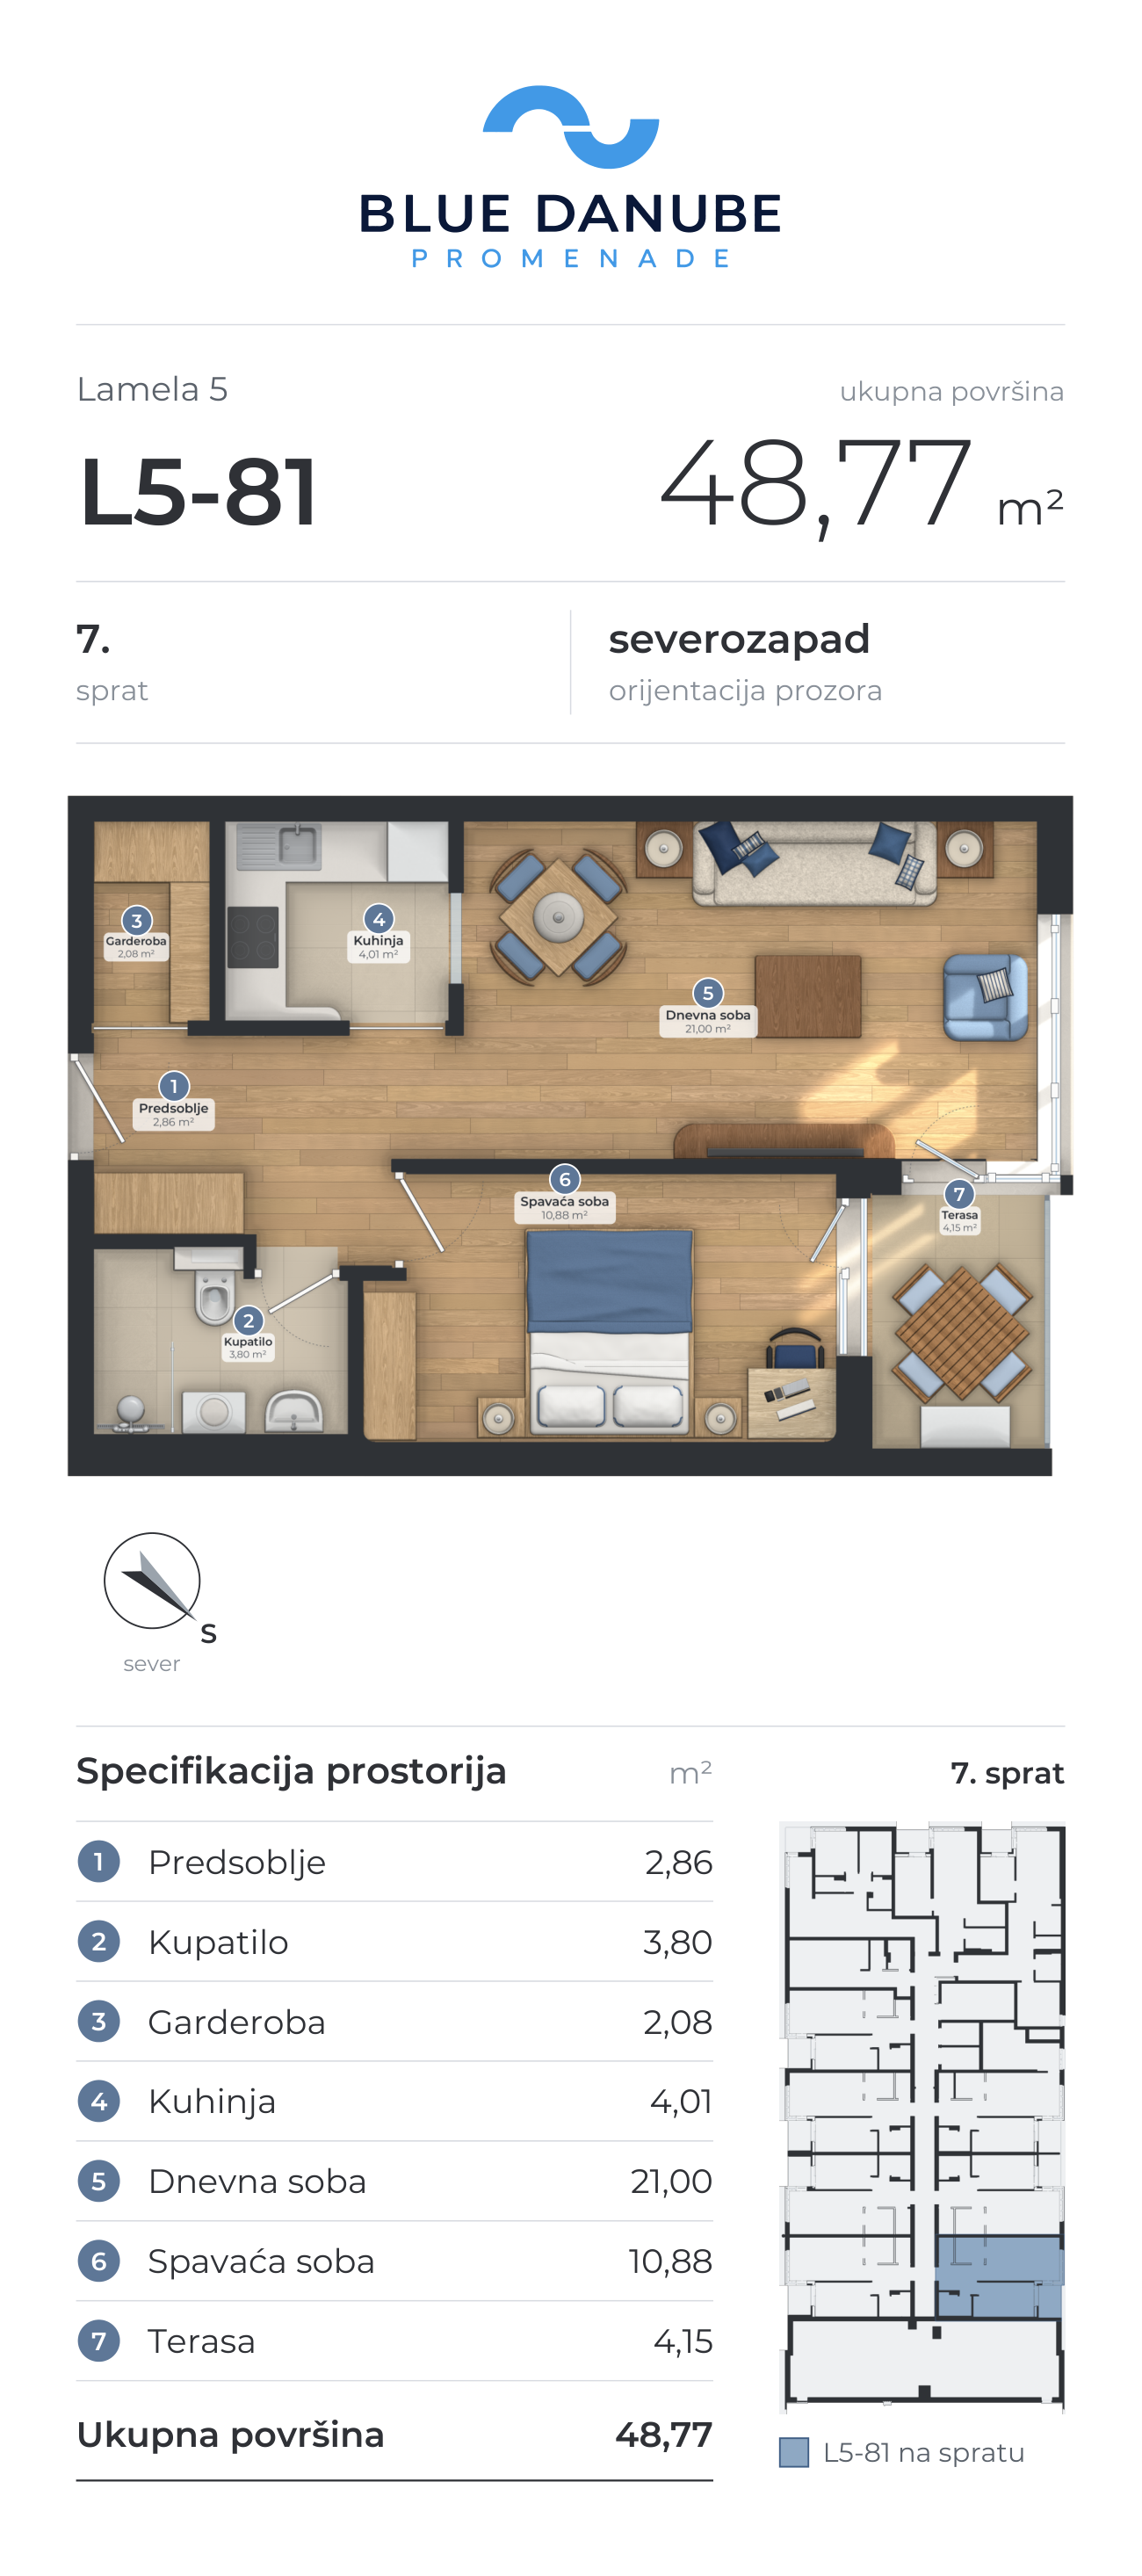 BLUE DANUBE
PROMENADE
Lamela 5
ukupna površina
L5-81
48,77 m²
7.
sprat
severozapad
orijentacija prozora
3
Garderoba
2,08 m²
4
Kuhinja
4,01 m²
5
Dnevna soba
21,00 m²
1
Predsoblje
2,86 m²
6
Spavaća soba
10,88 m²
7
Terasa
4,15 m²
2
Kupatilo
3,80 m²
S
sever
Specifikacija prostorija m²
7. sprat
1 Predsoblje 2,86
2 Kupatilo 3,80
3 Garderoba 2,08
4 Kuhinja 4,01
5 Dnevna soba 21,00
6 Spavaća soba 10,88
7 Terasa 4,15
Ukupna površina 48,77
L5-81 na spratu